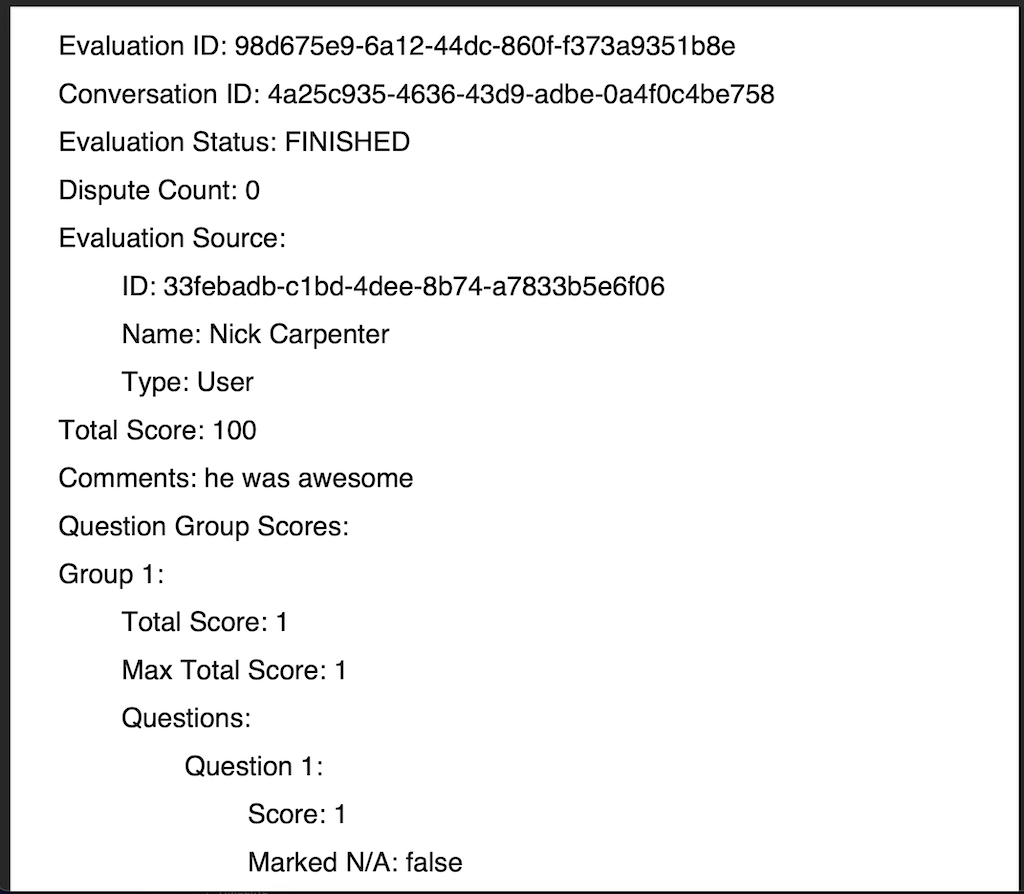 Evaluation ID: 98d675e9-6a12-44dc-860f-f373a9351b8e
Conversation ID: 4a25c935-4636-43d9-adbe-0a4f0c4be758
Evaluation Status: FINISHED
Dispute Count: 0
Evaluation Source:
ID: 33febadb-c1bd-4dee-8b74-a7833b5e6f06
Name: Nick Carpenter
Type: User
Total Score: 100
Comments: he was awesome
Question Group Scores:
Group 1:
Total Score: 1
Max Total Score: 1
Questions:
Question 1:
Score: 1
Marked N/A: false